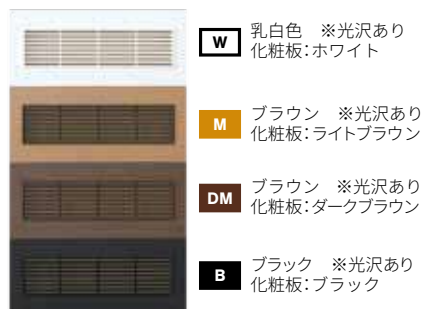 W
乳白色　※光沢あり
化粧板：ホワイト
M
ブラウン　※光沢あり
化粧板：ライトブラウン
DM
ブラウン　※光沢あり
化粧板：ダークブラウン
B
ブラック　※光沢あり
化粧板：ブラック